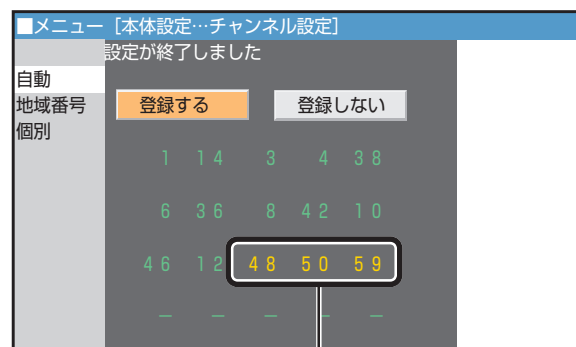 ■メニュー［本体設定…チャンネル設定］
設定が終了しました
自動
地域番号 登録する 登録しない
個別
1 14 3 4 38
6 36 8 42 10
46 12 48 50 59
－ － － － －